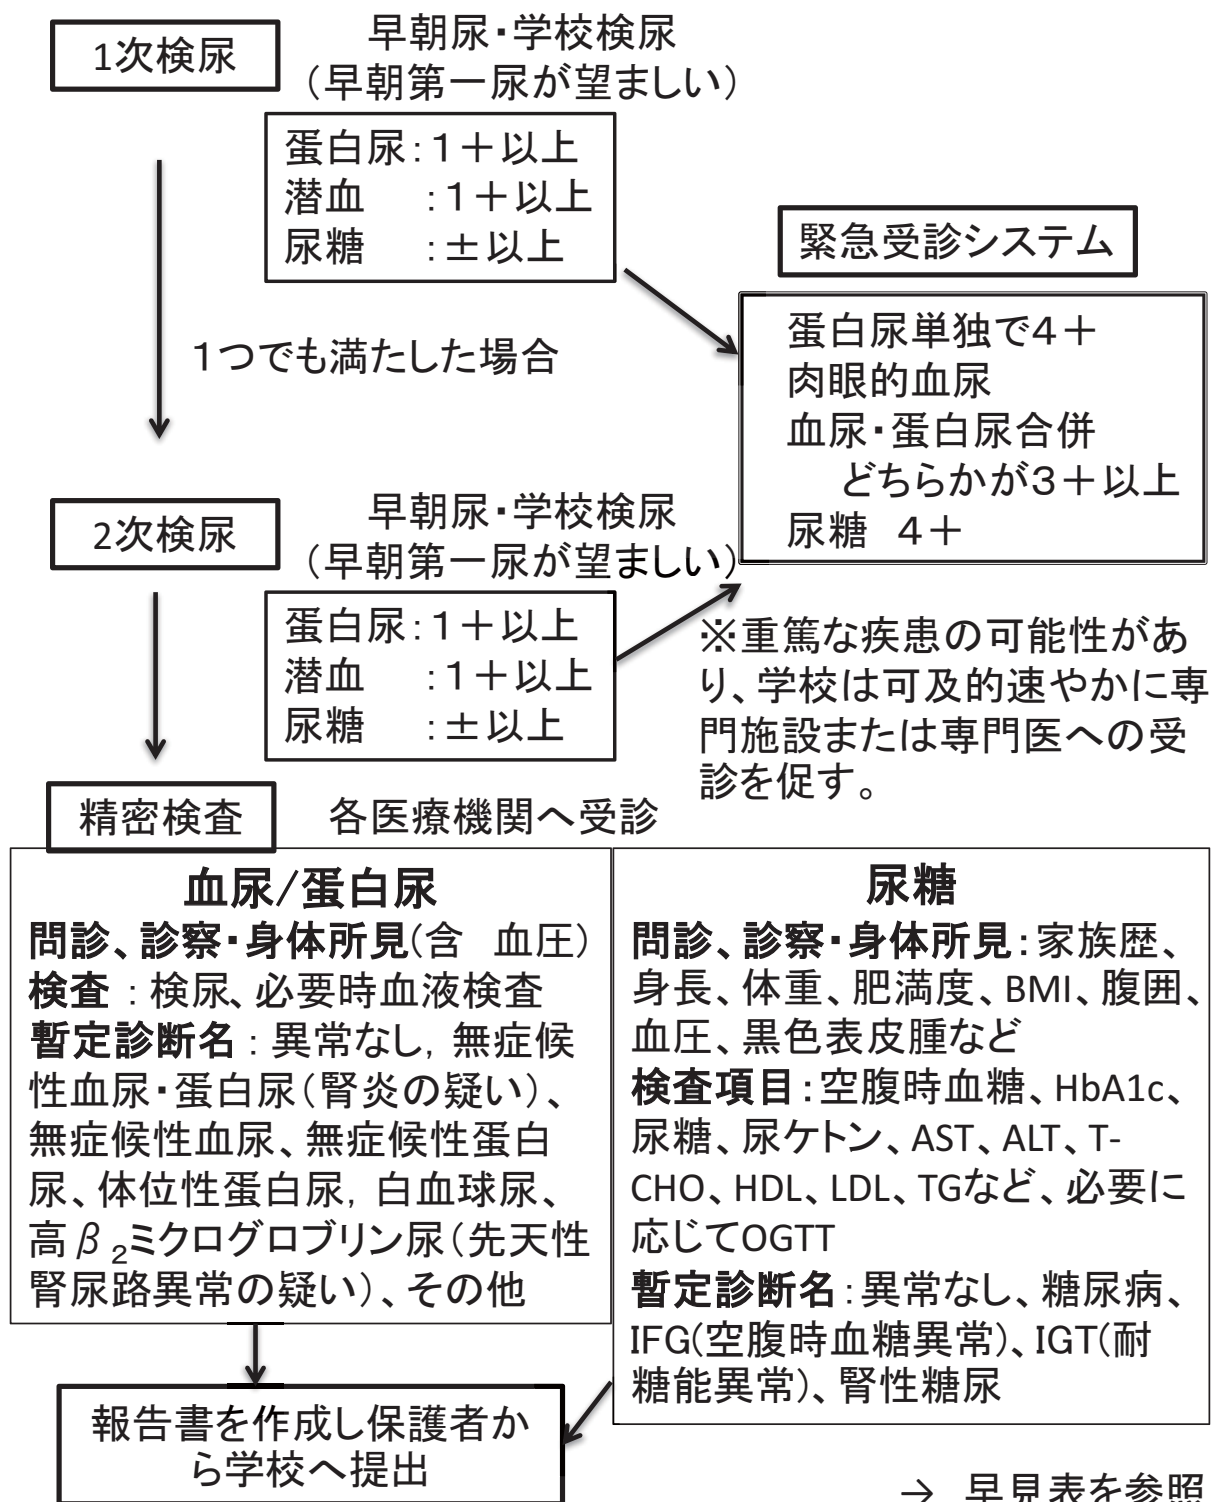 1次検尿
早朝尿・学校検尿
（早朝第一尿が望ましい）
蛋白尿：１＋以上
潜血　：１＋以上
尿糖　：±以上
１つでも満たした場合
緊急受診システム
蛋白尿単独で４＋
肉眼的血尿
血尿・蛋白尿合併
どちらかが３＋以上
尿糖　４＋
2次検尿
早朝尿・学校検尿
（早朝第一尿が望ましい）
蛋白尿：１＋以上
潜血　：１＋以上
尿糖　：±以上
※重篤な疾患の可能性があ
り、学校は可及的速やかに専
門施設または専門医への受
診を促す。
精密検査
各医療機関へ受診
血尿/蛋白尿
問診、診察・身体所見(含　血圧)
検査：検尿、必要時血液検査
暫定診断名：異常なし，無症候
性血尿・蛋白尿（腎炎の疑い）、
無症候性血尿、無症候性蛋白
尿、体位性蛋白尿，白血球尿、
高β₂ミクログロブリン尿（先天性
腎尿路異常の疑い）、その他
尿糖
問診、診察・身体所見：家族歴、
身長、体重、肥満度、BMI、腹囲、
血圧、黒色表皮腫など
検査項目：空腹時血糖、HbA1c、
尿糖、尿ケトン、AST、ALT、T-
CHO、HDL、LDL、TGなど、必要に
応じてOGTT
暫定診断名：異常なし、糖尿病、
IFG(空腹時血糖異常)、IGT(耐
糖能異常)、腎性糖尿
報告書を作成し保護者か
ら学校へ提出
→　早見表を参照